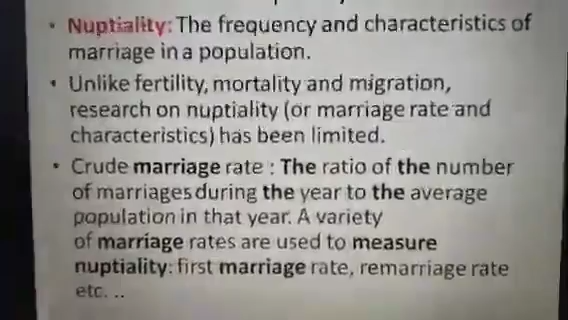 • Nuptiality: The frequency and characteristics of
marriage in a population.
• Unlike fertility, mortality and migration,
research on nuptiality (or marriage rate and
characteristics) has been limited.
• Crude marriage rate : The ratio of the number
of marriages during the year to the average
population in that year. A variety
of marriage rates are used to measure
nuptiality: first marriage rate, remarriage rate
etc. ..